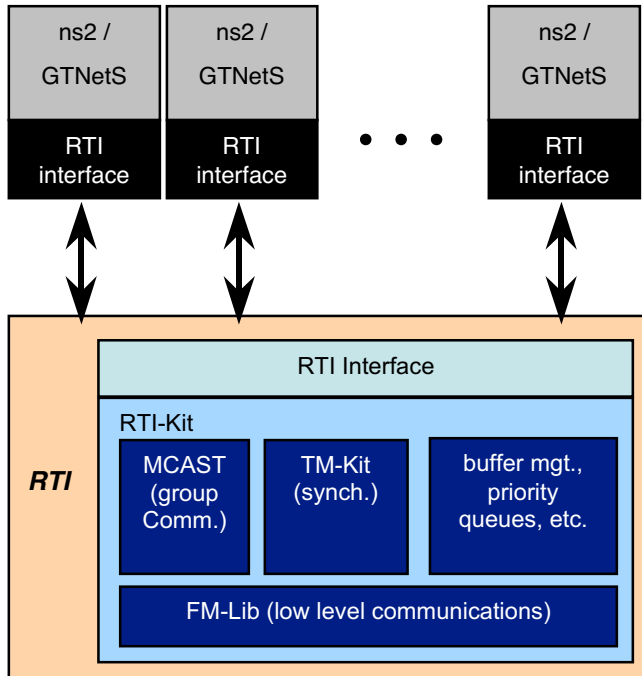 ns2 /
GTNetS
RTI
interface
ns2 /
GTNetS
RTI
interface
ns2 /
GTNetS
RTI
interface
RTI Interface
RTI-Kit
RTI
MCAST
(group
Comm.)
TM-Kit
(synch.)
buffer mgt.,
priority
queues, etc.
FM-Lib (low level communications)